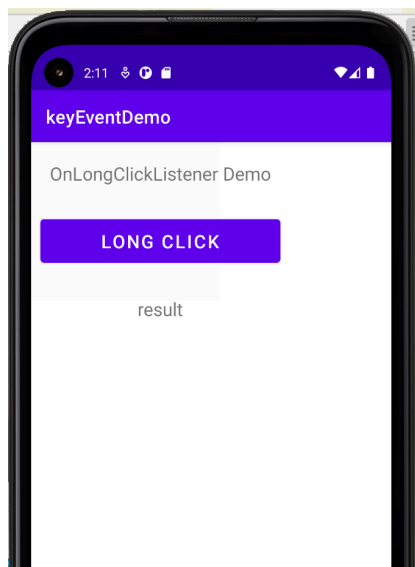 2:11
keyEventDemo
OnLongClickListener Demo
LONG CLICK
result